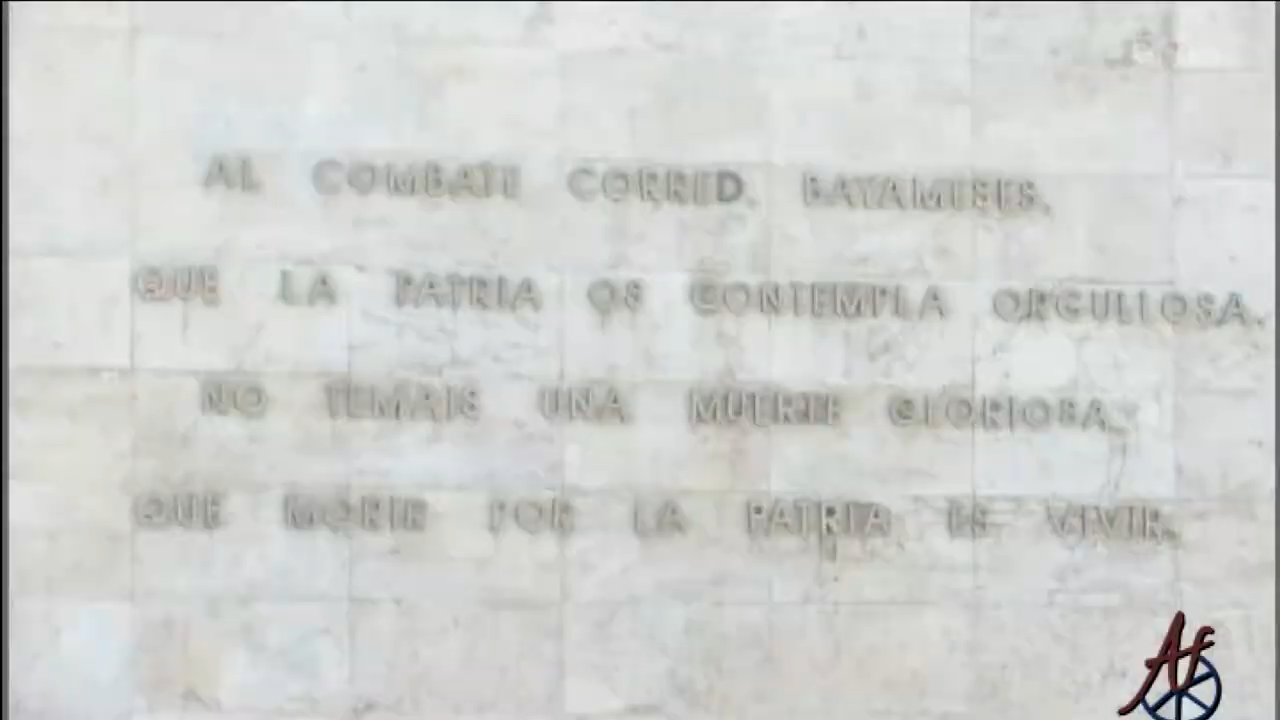 AL COMBATE CORRED, BAYAMESES,
QUE LA PATRIA OS CONTEMPLA ORGULLOSA.
NO TEMAIS UNA MUERTE GLORIOSA,
QUE MORIR POR LA PATRIA ES VIVIR.
Af